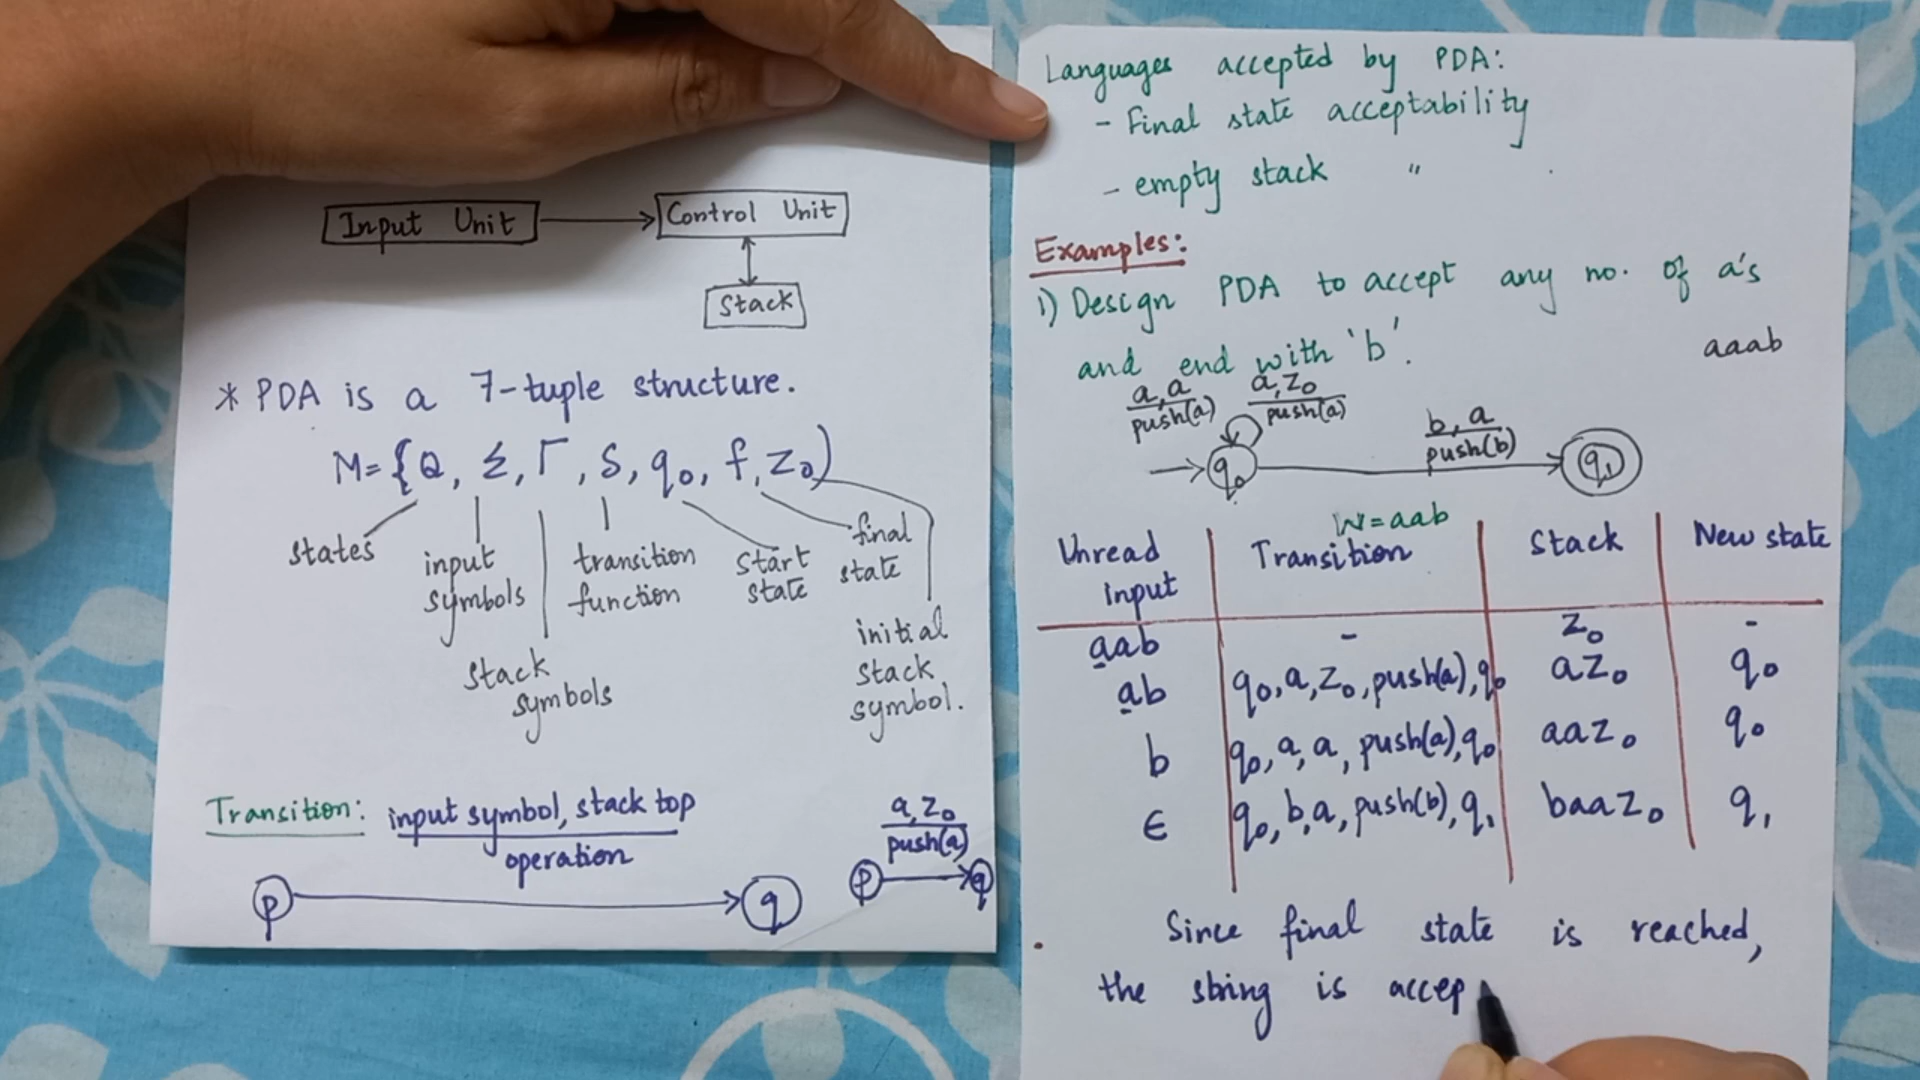 Input Unit
Control Unit
Stack
* PDA is a 7-tuple structure.
M={Q, Σ, Γ, δ, q0, f, z0)
states
input symbols
stack symbols
transition function
start state
final state
initial stack symbol.
Transition: input symbol, stack top
operation
p
q
a, z0
push(a)
p
q
Languages accepted by PDA:
- Final state acceptability
- empty stack "
Examples:
1) Design PDA to accept any no. of a's
and end with 'b'.
aaab
a, a
push(a)
a, z0
push(a)
b, a
push(b)
q0
q1
W=aab
Unread input Transition Stack New state
aab - z0 -
ab q0, a, z0, push(a), q0 az0 q0
b q0, a, a, push(a), q0 aaz0 q0
ε q0, b, a, push(b), q1 baaz0 q1
Since final state is reached,
the string is accep